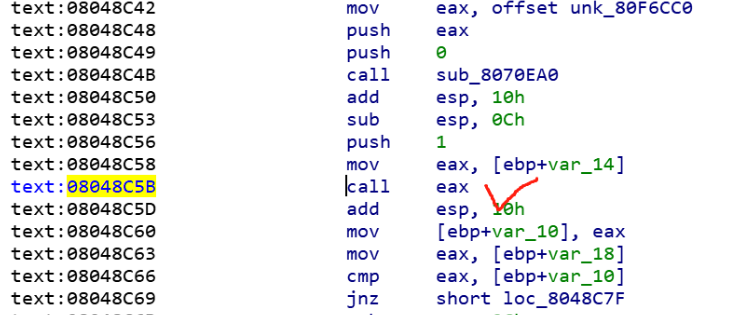 text:08048C42 mov eax, offset unk_80F6CC0
text:08048C48 push eax
text:08048C49 push 0
text:08048C4B call sub_8070EA0
text:08048C50 add esp, 10h
text:08048C53 sub esp, 0Ch
text:08048C56 push 1
text:08048C58 mov eax, [ebp+var_14]
text:08048C5B call eax
text:08048C5D add esp, 10h
text:08048C60 mov [ebp+var_10], eax
text:08048C63 mov eax, [ebp+var_18]
text:08048C66 cmp eax, [ebp+var_10]
text:08048C69 jnz short loc_8048C7F